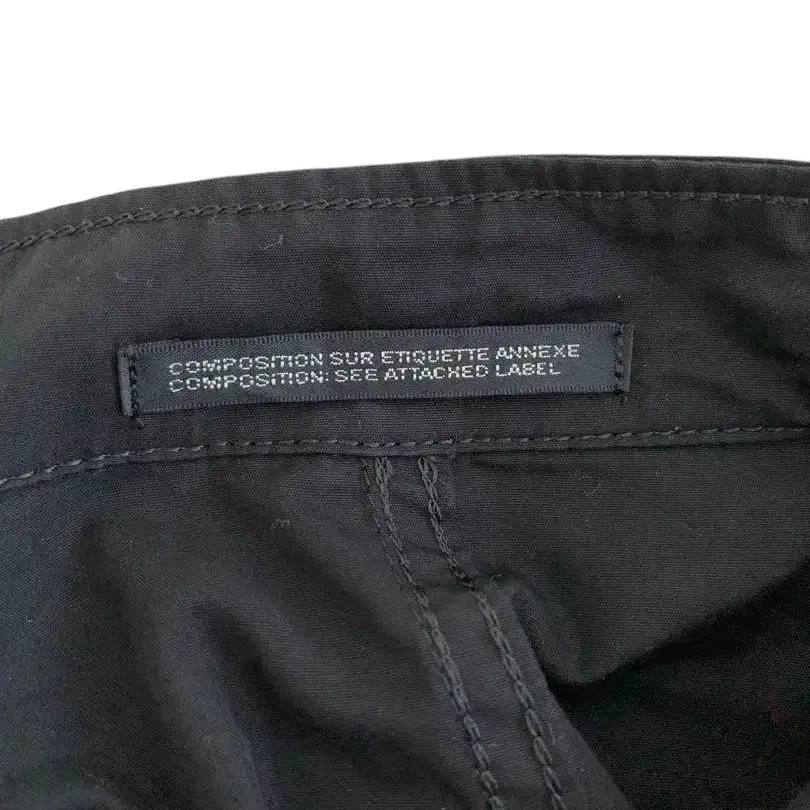 COMPOSITION SUR ETIQUETTE ANNEXE
COMPOSITION: SEE ATTACHED LABEL